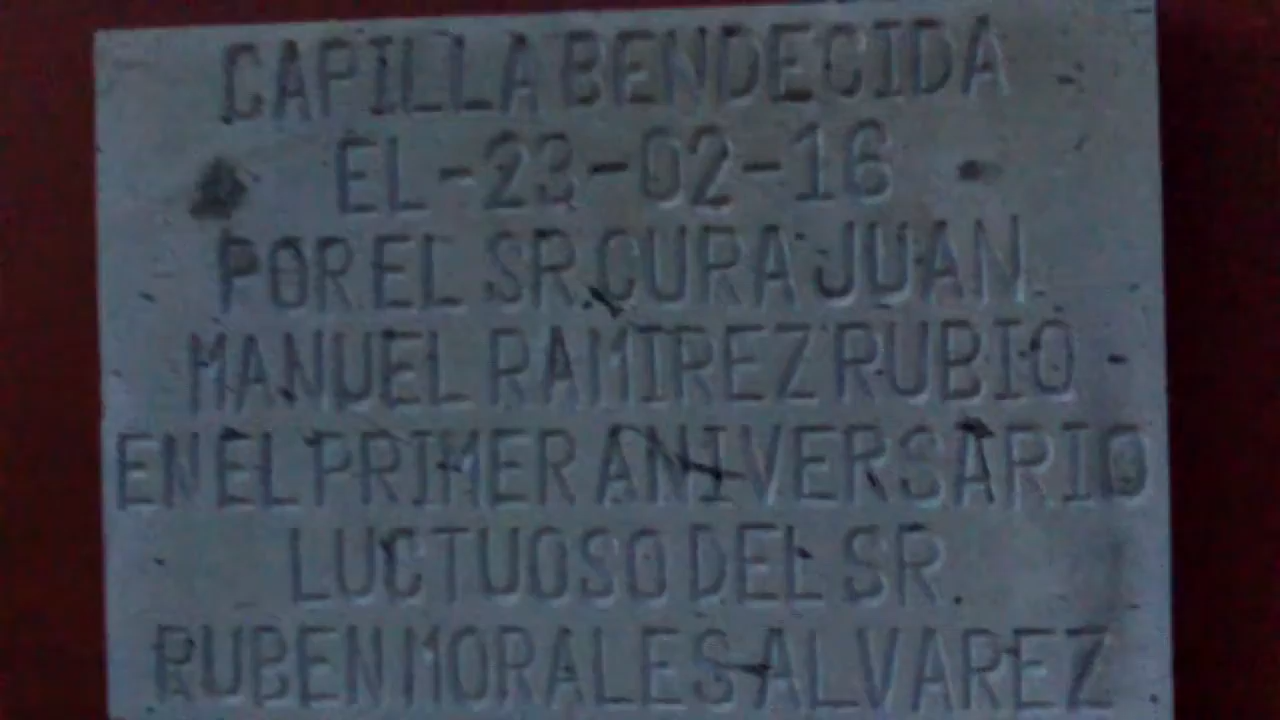 CAPILLA BENDECIDA
EL-23-02-16
POR EL SR. CURA JUAN
MANUEL RAMIREZ RUBIO
EN EL PRIMER ANIVERSARIO
LUCTUOSO DEL SR.
RUBEN MORALES ALVAREZ